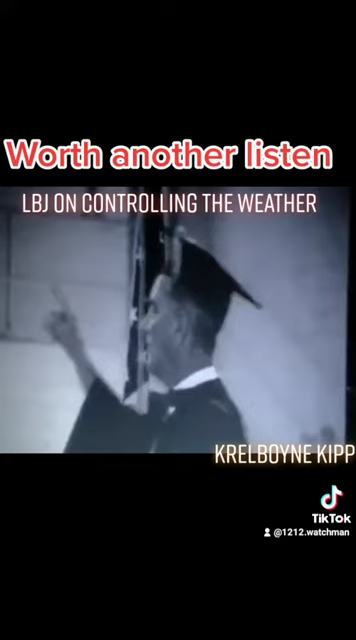 Worth another listen
LBJ ON CONTROLLING THE WEATHER
KRELBOYNE KIPP
TikTok
@1212.watchman